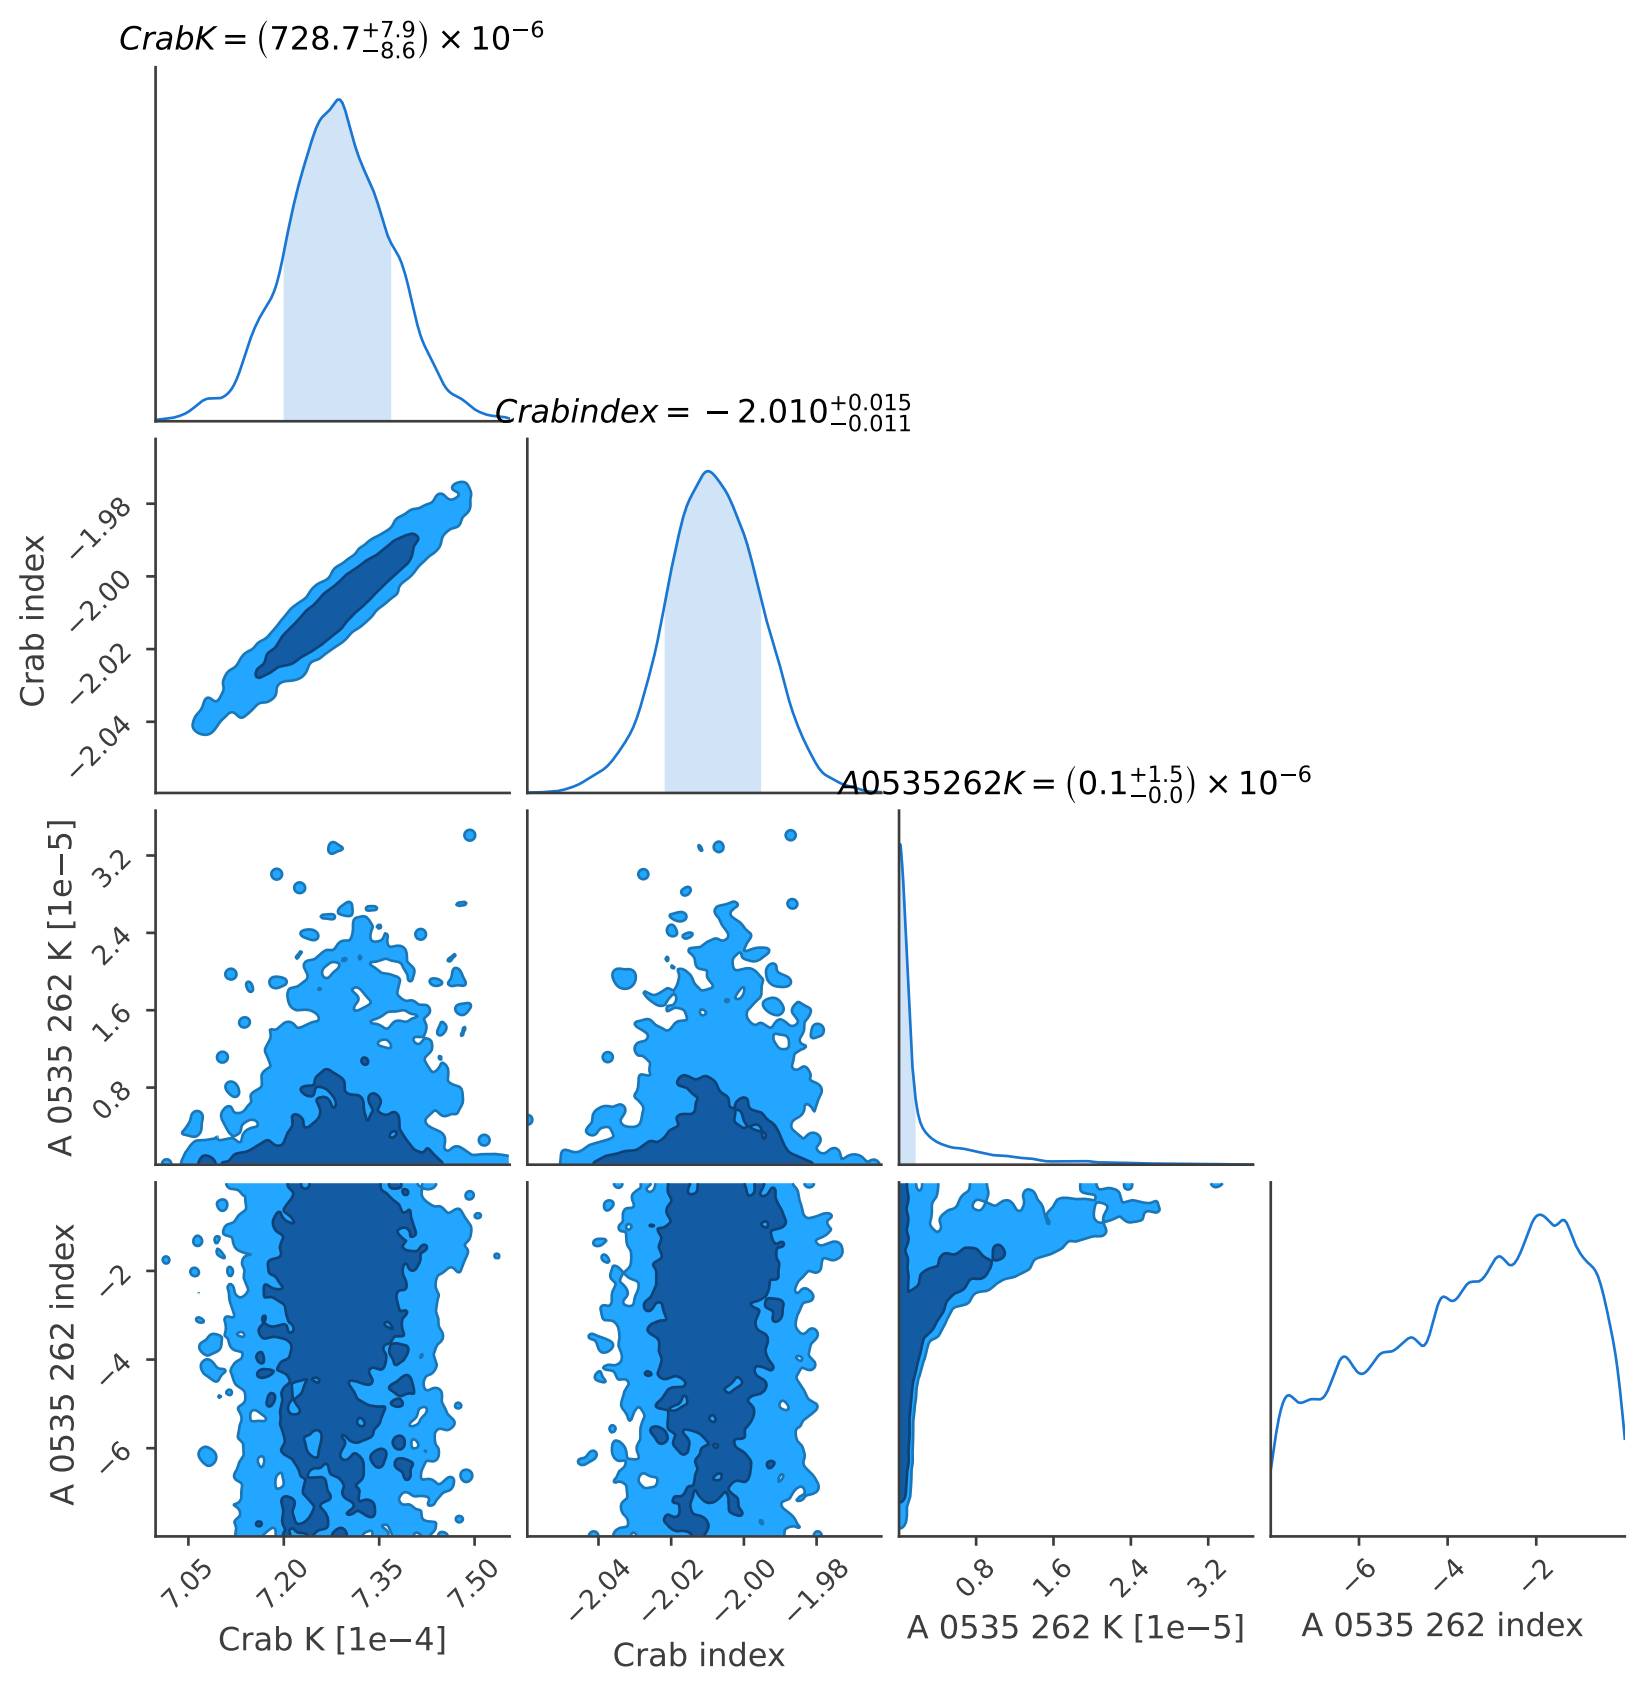 CrabK = (728.7 +7.9 −8.6) × 10−6
Crabindex = −2.010 +0.015 −0.011
A0535262K = (0.1 +1.5 −0.0) × 10−6
Crab index
−1.98
−2.00
−2.02
−2.04
A 0535 262 K [1e−5]
3.2
2.4
1.6
0.8
A 0535 262 index
−2
−4
−6
7.05 7.20 7.35 7.50
Crab K [1e−4]
−2.04 −2.02 −2.00 −1.98
Crab index
0.8 1.6 2.4 3.2
A 0535 262 K [1e−5]
−6 −4 −2
A 0535 262 index